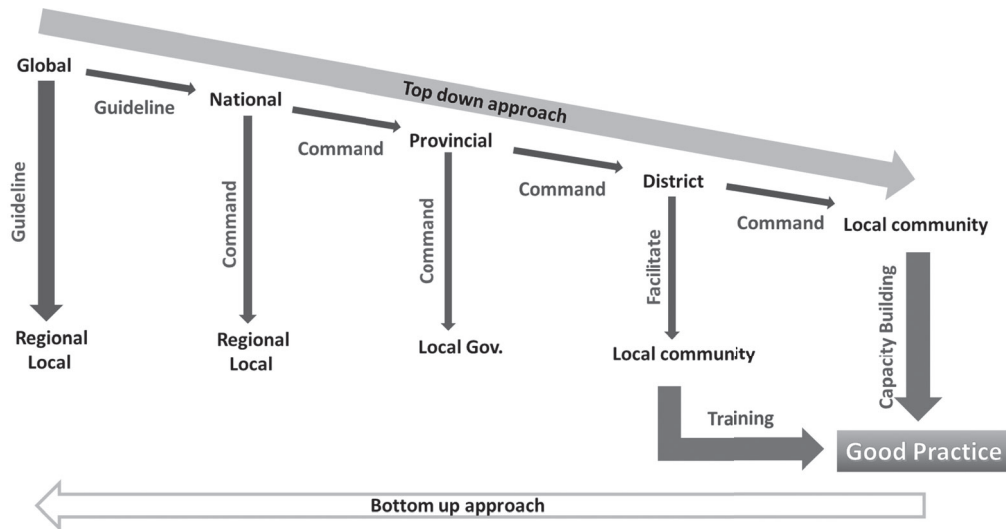 Global
Top down approach
Guideline
National
Command
Provincial
Command
District
Command
Local community
Guideline
Command
Command
Facilitate
Capacity Building
Regional
Local
Regional
Local
Local Gov.
Local community
Training
Good Practice
Bottom up approach